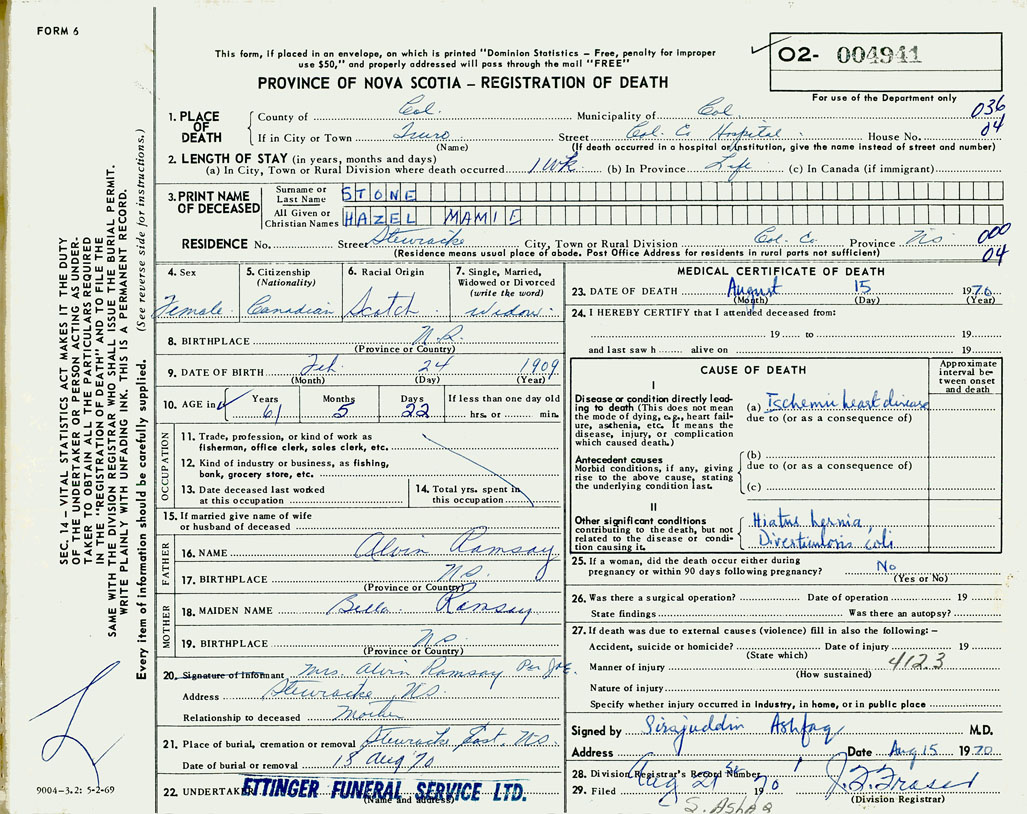 FORM 6
This form, if placed in an envelope, on which is printed "Dominion Statistics – Free, penalty for improper
use $50," and properly addressed will pass through the mail "FREE"
PROVINCE OF NOVA SCOTIA – REGISTRATION OF DEATH
O2- 004941
For use of the Department only
1. PLACE OF DEATH County of Col. Municipality of Col. 036
If in City or Town Truro Street Col. Co Hospital House No. 04
(Name) (If death occurred in a hospital or institution, give the name instead of street and number)
2. LENGTH OF STAY (in years, months and days)
(a) In City, Town or Rural Division where death occurred 1 Wk (b) In Province Life (c) In Canada (if immigrant)
3. PRINT NAME OF DECEASED Surname or Last Name STONE
All Given or Christian Names HAZEL MAMIE
RESIDENCE No. Street Stewiacke City, Town or Rural Division Col. Co. Province NS 000
(Residence means usual place of abode. Post Office Address for residents in rural parts not sufficient) 04
4. Sex
Female
5. Citizenship
(Nationality)
Canadian
6. Racial Origin
Scotch
7. Single, Married,
Widowed or Divorced
(write the word)
Widow
8. BIRTHPLACE N.S.
(Province or Country)
9. DATE OF BIRTH Feb. 24 1909
(Month) (Day) (Year)
10. AGE in Years Months Days If less than one day old
61 5 22 hrs. or min.
OCCUPATION
11. Trade, profession, or kind of work as
fisherman, office clerk, sales clerk, etc.
12. Kind of industry or business, as fishing,
bank, grocery store, etc.
13. Date deceased last worked
at this occupation
14. Total yrs. spent in
this occupation
15. If married give name of wife
or husband of deceased
FATHER
16. NAME Alvin Ramsay
17. BIRTHPLACE N.S.
(Province or Country)
MOTHER
18. MAIDEN NAME Bella Ramsay
19. BIRTHPLACE N.S.
(Province or Country)
20. Signature of informant Mrs. Alvin Ramsay Per
Address Stewiacke, N.S.
Relationship to deceased Mother
21. Place of burial, cremation or removal Stewiacke East, N.S.
Date of burial or removal 18 Aug 70
22. UNDERTAKER ETTINGER FUNERAL SERVICE LTD.
(Name and address)
MEDICAL CERTIFICATE OF DEATH
23. DATE OF DEATH August 15 1970
(Month) (Day) (Year)
24. I HEREBY CERTIFY that I attended deceased from:
19 to 19
and last saw h alive on 19
CAUSE OF DEATH
Approximate
interval be-
tween onset
and death
I
Disease or condition directly lead-
ing to death (This does not mean
the mode of dying, e.g., heart fail-
ure, asthenia, etc. It means the
disease, injury, or complication
which caused death.)
(a) Ischemic heart disease
due to (or as a consequence of)
Antecedent causes
Morbid conditions, if any, giving
rise to the above cause, stating
the underlying condition last.
(b)
due to (or as a consequence of)
(c)
II
Other significant conditions
contributing to the death, but not
related to the disease or condi-
tion causing it.
Hiatus hernia,
Diverticulosis coli
25. If a woman, did the death occur either during
pregnancy or within 90 days following pregnancy? No
(Yes or No)
26. Was there a surgical operation? Date of operation 19
State findings Was there an autopsy?
27. If death was due to external causes (violence) fill in also the following: –
Accident, suicide or homicide? Date of injury 19
(State which)
Manner of injury 412.3
(How sustained)
Nature of injury
Specify whether injury occurred in industry, in home, or in public place
Signed by Sirajuddin Ashfaq M.D.
Address Date Aug 15 1970
28. Division Registrar's Record Number
29. Filed Aug 21st 1970 J. F. Fraser
(Division Registrar)
SEC. 14 – VITAL STATISTICS ACT MAKES IT THE DUTY
OF THE UNDERTAKER OR PERSON ACTING AS UNDER-
TAKER TO OBTAIN ALL THE PARTICULARS REQUIRED
IN THE "REGISTRATION OF DEATH" AND TO FILE THE
SAME WITH THE DIVISION REGISTRAR WHO SHALL ISSUE THE BURIAL PERMIT.
WRITE PLAINLY WITH UNFADING INK. THIS IS A PERMANENT RECORD.
Every item of information should be carefully supplied. (See reverse side for instructions.)
9004–3.2: 5-2-69